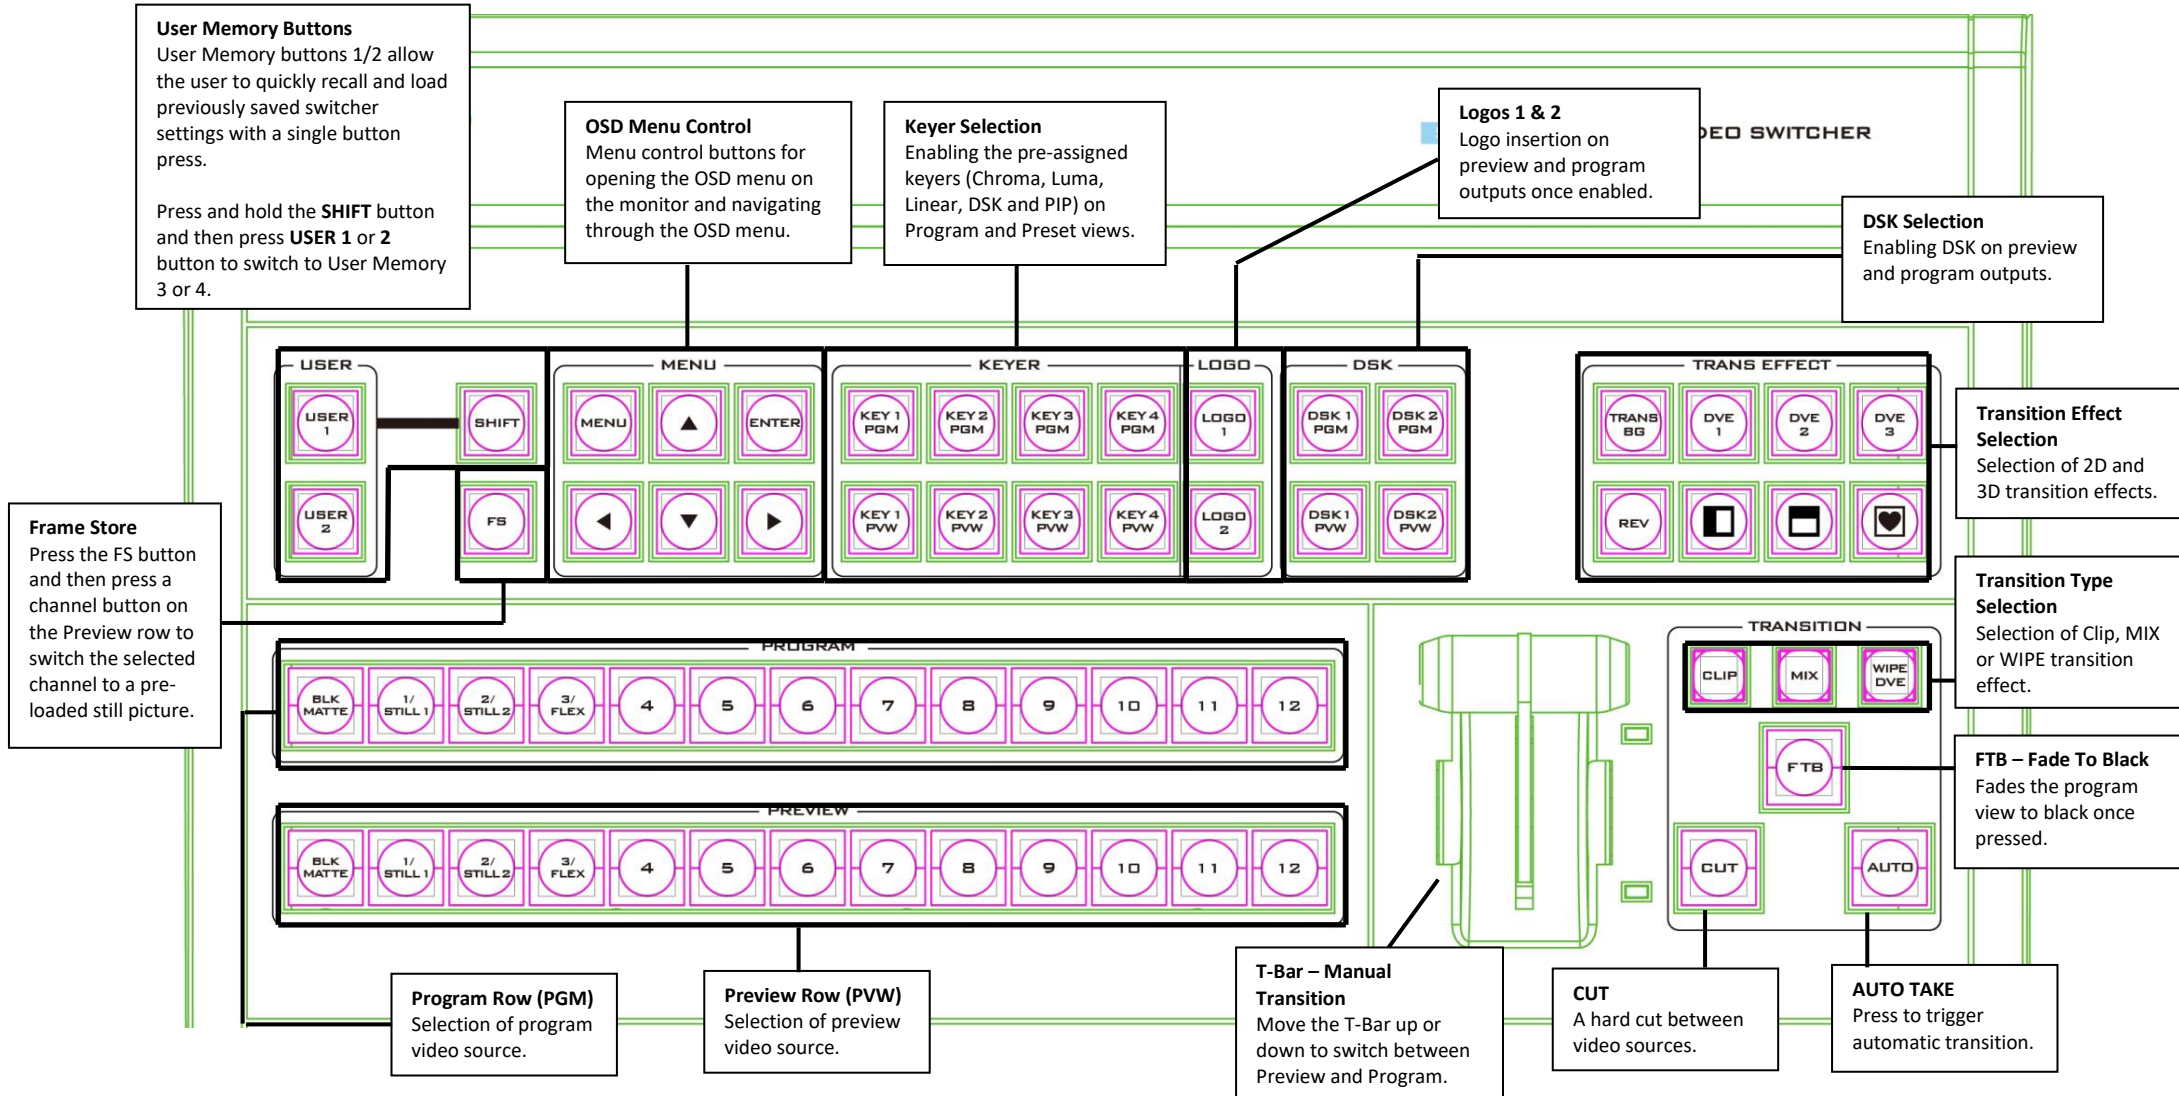 User Memory Buttons
User Memory buttons 1/2 allow
the user to quickly recall and load
previously saved switcher
settings with a single button
press.
Press and hold the SHIFT button
and then press USER 1 or 2
button to switch to User Memory
3 or 4.
OSD Menu Control
Menu control buttons for
opening the OSD menu on
the monitor and navigating
through the OSD menu.
Keyer Selection
Enabling the pre-assigned
keyers (Chroma, Luma,
Linear, DSK and PIP) on
Program and Preset views.
Logos 1 & 2
Logo insertion on
preview and program
outputs once enabled.
DEO SWITCHER
DSK Selection
Enabling DSK on preview
and program outputs.
USER
MENU
KEYER
LOGO
DSK
TRANS EFFECT
USER 1
SHIFT
MENU
▲
ENTER
KEY 1 PGM
KEY 2 PGM
KEY 3 PGM
KEY 4 PGM
LOGO 1
DSK 1 PGM
DSK 2 PGM
TRANS BG
DVE 1
DVE 2
DVE 3
USER 2
FS
◀
▼
▶
KEY 1 PVW
KEY 2 PVW
KEY 3 PVW
KEY 4 PVW
LOGO 2
DSK 1 PVW
DSK2 PVW
REV
Transition Effect
Selection
Selection of 2D and
3D transition effects.
Frame Store
Press the FS button
and then press a
channel button on
the Preview row to
switch the selected
channel to a pre-
loaded still picture.
Transition Type
Selection
Selection of Clip, MIX
or WIPE transition
effect.
PROGRAM
BLK MATTE
1/ STILL 1
2/ STILL 2
3/ FLEX
4
5
6
7
8
9
10
11
12
TRANSITION
CLIP
MIX
WIPE DVE
FTB
FTB – Fade To Black
Fades the program
view to black once
pressed.
PREVIEW
BLK MATTE
1/ STILL 1
2/ STILL 2
3/ FLEX
4
5
6
7
8
9
10
11
12
CUT
AUTO
Program Row (PGM)
Selection of program
video source.
Preview Row (PVW)
Selection of preview
video source.
T-Bar – Manual
Transition
Move the T-Bar up or
down to switch between
Preview and Program.
CUT
A hard cut between
video sources.
AUTO TAKE
Press to trigger
automatic transition.